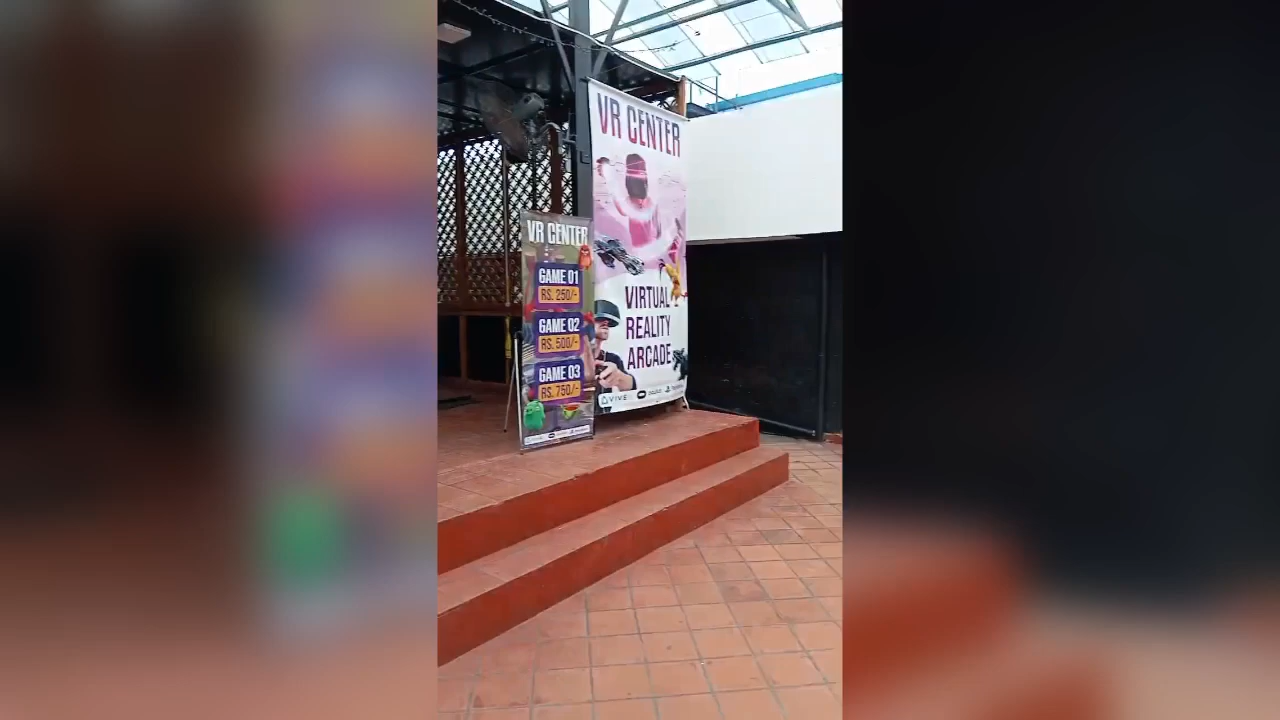 VR CENTER
GAME 01
RS. 250/-
GAME 02
RS. 500/-
GAME 03
RS. 750/-
VR CENTER
VIRTUAL
REALITY
ARCADE
VIVE
oculus